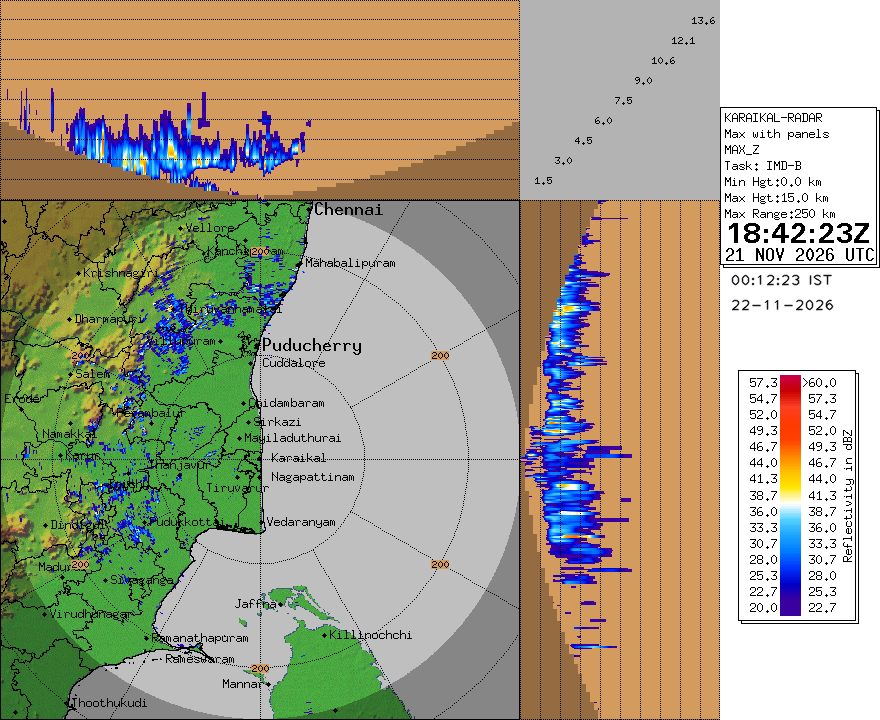 13.6
12.1
10.6
9.0
7.5
6.0
4.5
3.0
1.5
KARAIKAL-RADAR
Max with panels
MAX_Z
Task: IMD-B
Min Hgt:0.0 km
Max Hgt:15.0 km
Max Range:250 km
18:42:23Z
21 NOV 2026 UTC
00:12:23 IST
22-11-2026
Chennai
Vellore
200
Mahabalipuram
Krishnagiri
Dharmapuri
Puducherry
200
200
Cuddalore
Salem
Chidambaram
Perambalur
Sirkazi
Namakkal
Mayiladuthurai
Karaikal
Thanjavur
Nagapattinam
Tiruvarur
Pudukkottai
Vedaranyam
200
200
Sivaganga
Jaffna
Virudhunagar
Killinochchi
Ramanathapuram
Rameswaram
200
Mannar
Thoothukudi
57.3 >60.0
54.7 57.3
52.0 54.7
49.3 52.0
46.7 49.3
44.0 46.7
41.3 44.0
38.7 41.3
36.0 38.7
33.3 36.0
30.7 33.3
28.0 30.7
25.3 28.0
22.7 25.3
20.0 22.7
Reflectivity in dBZ